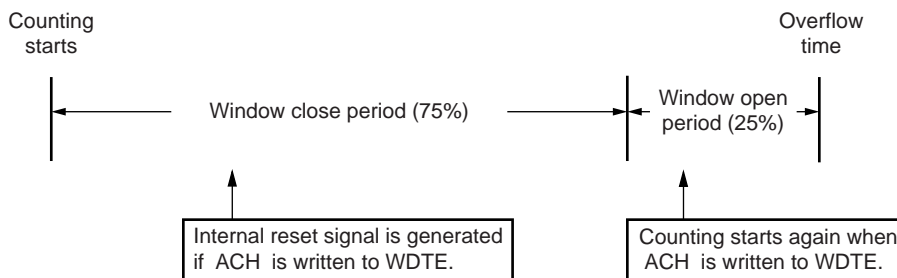 Counting
starts
Overflow
time
Window close period (75%)
Window open
period (25%)
Internal reset signal is generated
if ACH is written to WDTE.
Counting starts again when
ACH is written to WDTE.